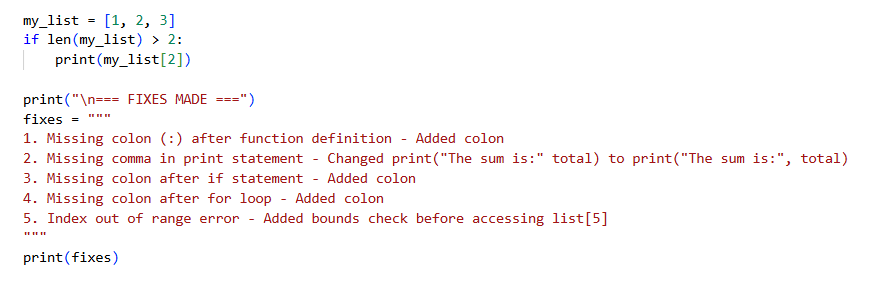 my_list = [1, 2, 3]
if len(my_list) > 2:
    print(my_list[2])

print("\n=== FIXES MADE ===")
fixes = """
1. Missing colon (:) after function definition - Added colon
2. Missing comma in print statement - Changed print("The sum is:" total) to print("The sum is:", total)
3. Missing colon after if statement - Added colon
4. Missing colon after for loop - Added colon
5. Index out of range error - Added bounds check before accessing list[5]
"""
print(fixes)